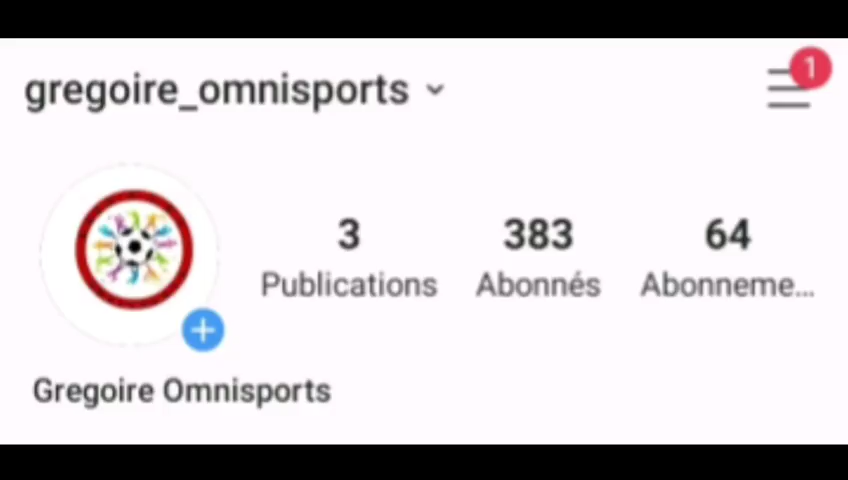 gregoire_omnisports
1
3 383 64
Publications Abonnés Abonneme...
Gregoire Omnisports